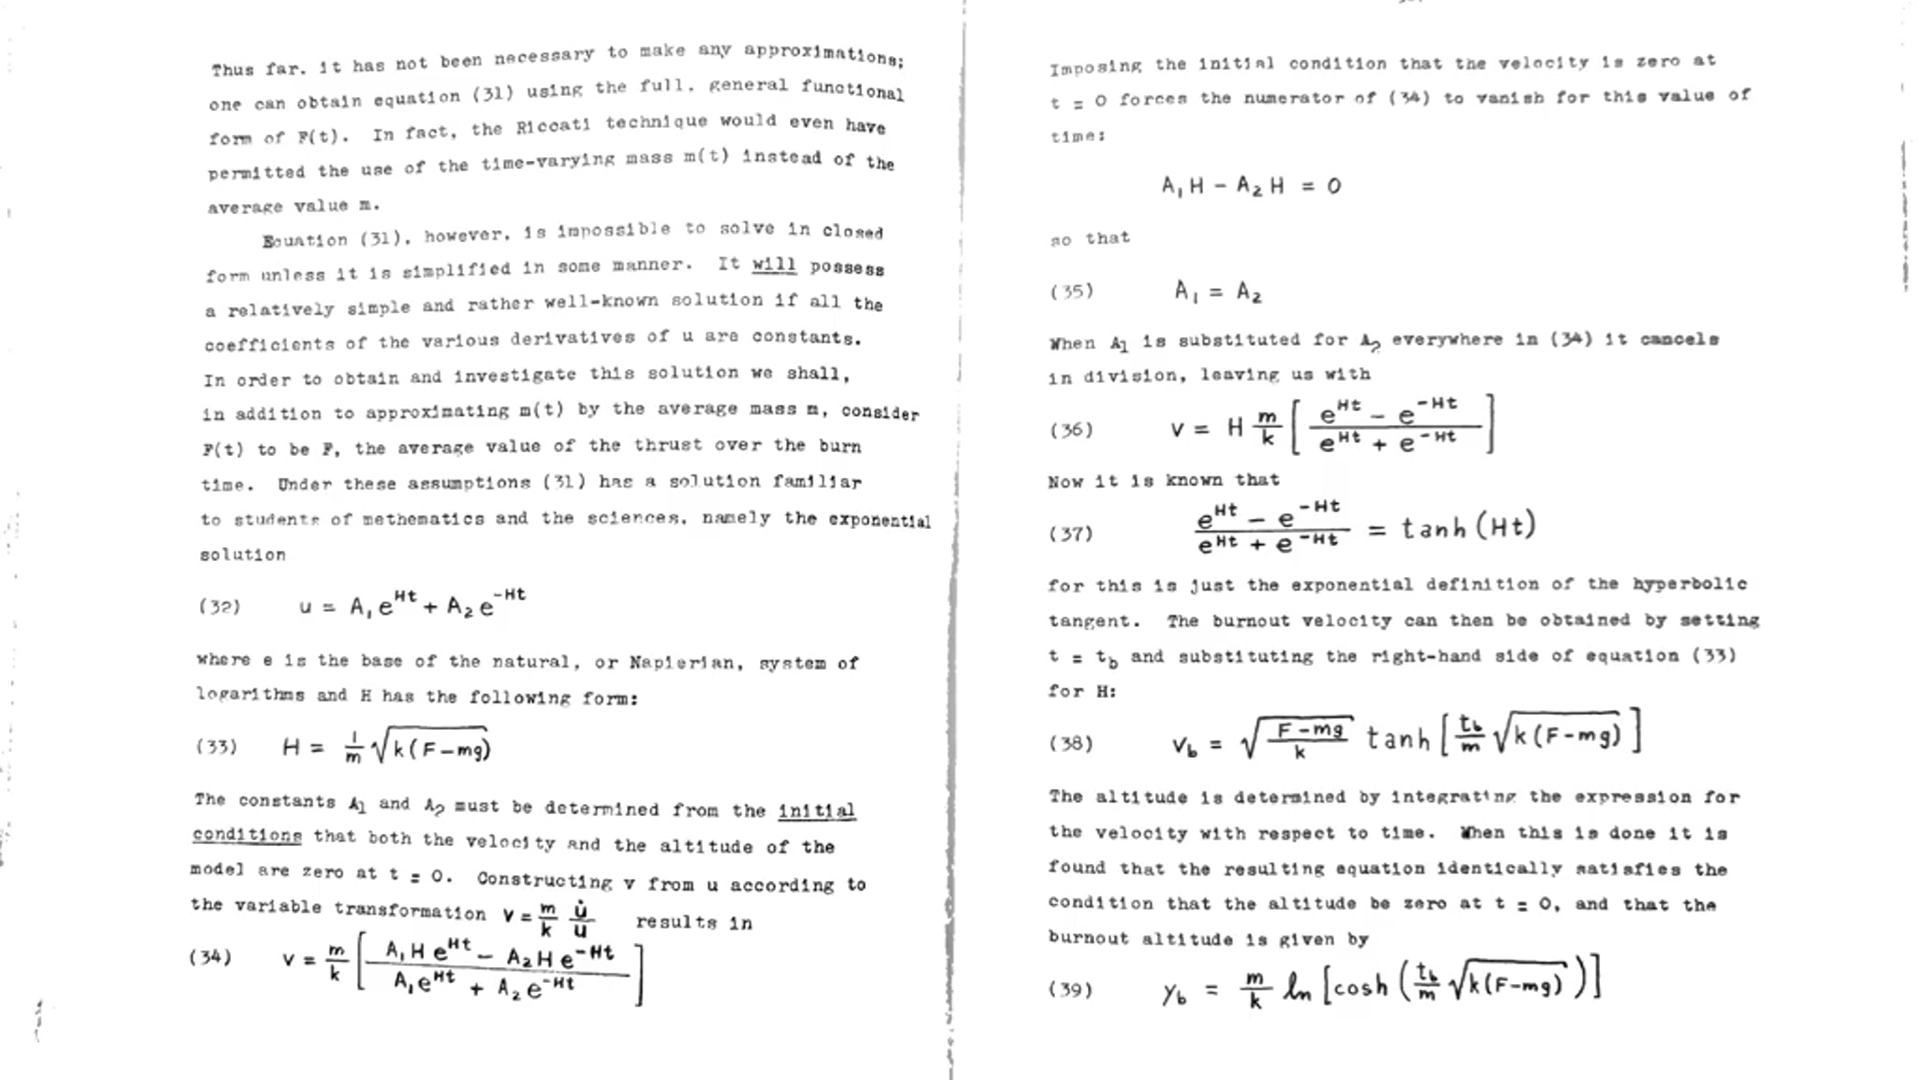 Thus far, it has not been necessary to make any approximations;
one can obtain equation (31) using the full, general functional
form of F(t). In fact, the Riccati technique would even have
permitted the use of the time-varying mass m(t) instead of the
average value m.
Equation (31), however, is impossible to solve in closed
form unless it is simplified in some manner. It will possess
a relatively simple and rather well-known solution if all the
coefficients of the various derivatives of u are constants.
In order to obtain and investigate this solution we shall,
in addition to approximating m(t) by the average mass m, consider
F(t) to be F, the average value of the thrust over the burn
time. Under these assumptions (31) has a solution familiar
to students of methematics and the sciences, namely the exponential
solution
(32) u = A₁e^Ht + A₂e^-Ht
where e is the base of the natural, or Napierian, system of
logarithms and H has the following form:
(33) H = 1/m √(k(F-mg))
The constants A₁ and A₂ must be determined from the initial
conditions that both the velocity and the altitude of the
model are zero at t = 0. Constructing v from u according to
the variable transformation v = m/k u̇/u results in
(34) v = m/k [(A₁He^Ht - A₂He^-Ht)/(A₁e^Ht + A₂e^-Ht)]
Imposing the initial condition that the velocity is zero at
t = 0 forces the numerator of (34) to vanish for this value of
time:
A₁H - A₂H = 0
so that
(35) A₁ = A₂
When A₁ is substituted for A₂ everywhere in (34) it cancels
in division, leaving us with
(36) v = H m/k [(e^Ht - e^-Ht)/(e^Ht + e^-Ht)]
Now it is known that
(37) (e^Ht - e^-Ht)/(e^Ht + e^-Ht) = tanh(Ht)
for this is just the exponential definition of the hyperbolic
tangent. The burnout velocity can then be obtained by setting
t = t_b and substituting the right-hand side of equation (33)
for H:
(38) v_b = √((F-mg)/k) tanh[t_b/m √(k(F-mg))]
The altitude is determined by integrating the expression for
the velocity with respect to time. When this is done it is
found that the resulting equation identically satisfies the
condition that the altitude be zero at t = 0, and that the
burnout altitude is given by
(39) y_b = m/k ln[cosh(t_b/m √(k(F-mg)))]